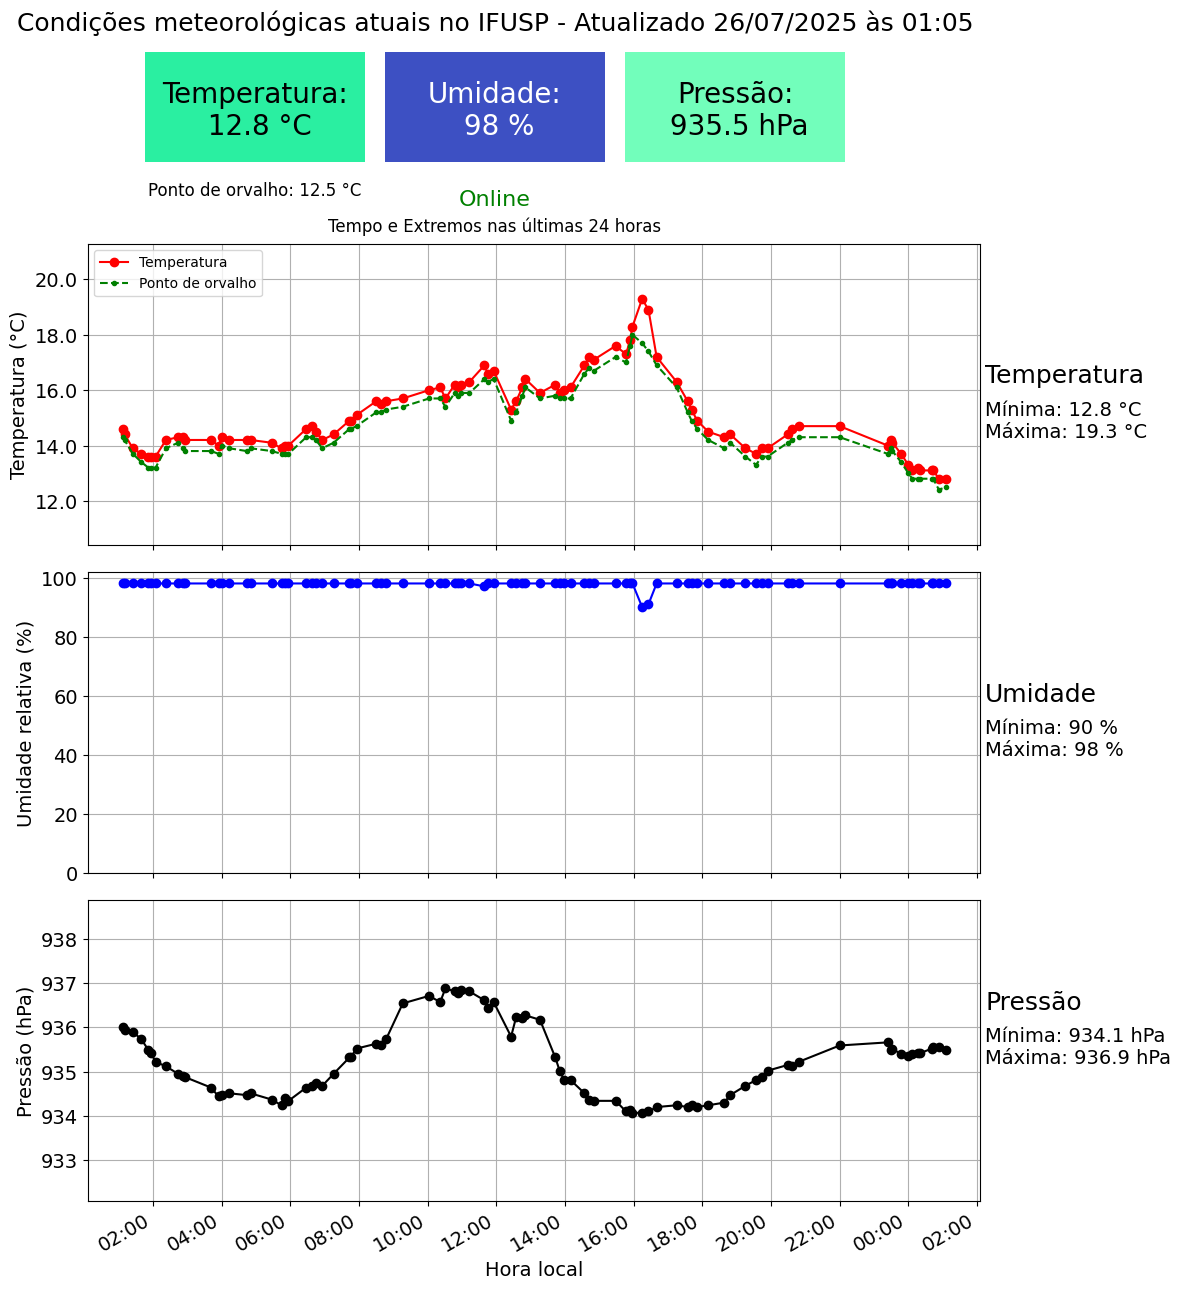 Condições meteorológicas atuais no IFUSP - Atualizado 26/07/2025 às 01:05
Temperatura:
12.8 °C
Umidade:
98 %
Pressão:
935.5 hPa
Ponto de orvalho: 12.5 °C
Online
Tempo e Extremos nas últimas 24 horas
Temperatura
Ponto de orvalho
Temperatura (°C)
20.0
18.0
16.0
14.0
12.0
Temperatura
Mínima: 12.8 °C
Máxima: 19.3 °C
Umidade relativa (%)
100
80
60
40
20
0
Umidade
Mínima: 90 %
Máxima: 98 %
Pressão (hPa)
938
937
936
935
934
933
Pressão
Mínima: 934.1 hPa
Máxima: 936.9 hPa
02:00
04:00
06:00
08:00
10:00
12:00
14:00
16:00
18:00
20:00
22:00
00:00
02:00
Hora local